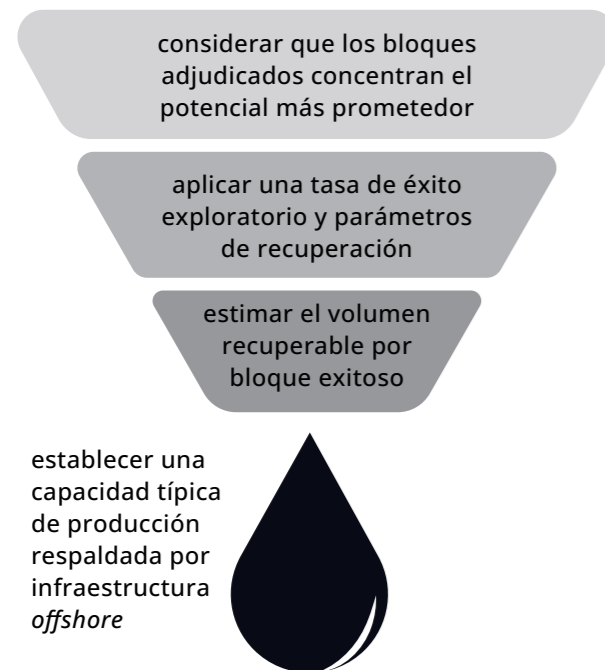 considerar que los bloques
adjudicados concentran el
potencial más prometedor
aplicar una tasa de éxito
exploratorio y parámetros
de recuperación
estimar el volumen
recuperable por
bloque exitoso
establecer una
capacidad típica
de producción
respaldada por
infraestructura
offshore